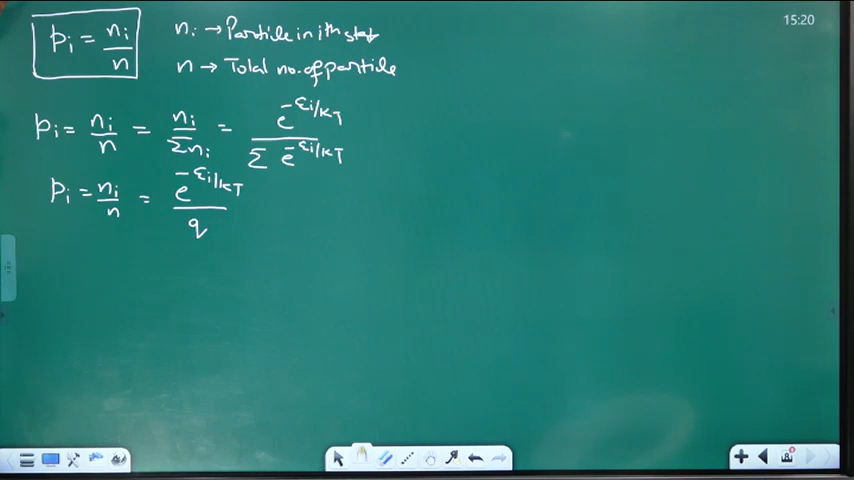 15:20
pᵢ = nᵢ/n nᵢ → Particle in ith stat
n → Total no. of particle
pᵢ = nᵢ/n = nᵢ/Σnᵢ = e^(-εᵢ/KT)/Σ e^(-εᵢ/KT)
pᵢ = nᵢ/n = e^(-εᵢ/KT)/q